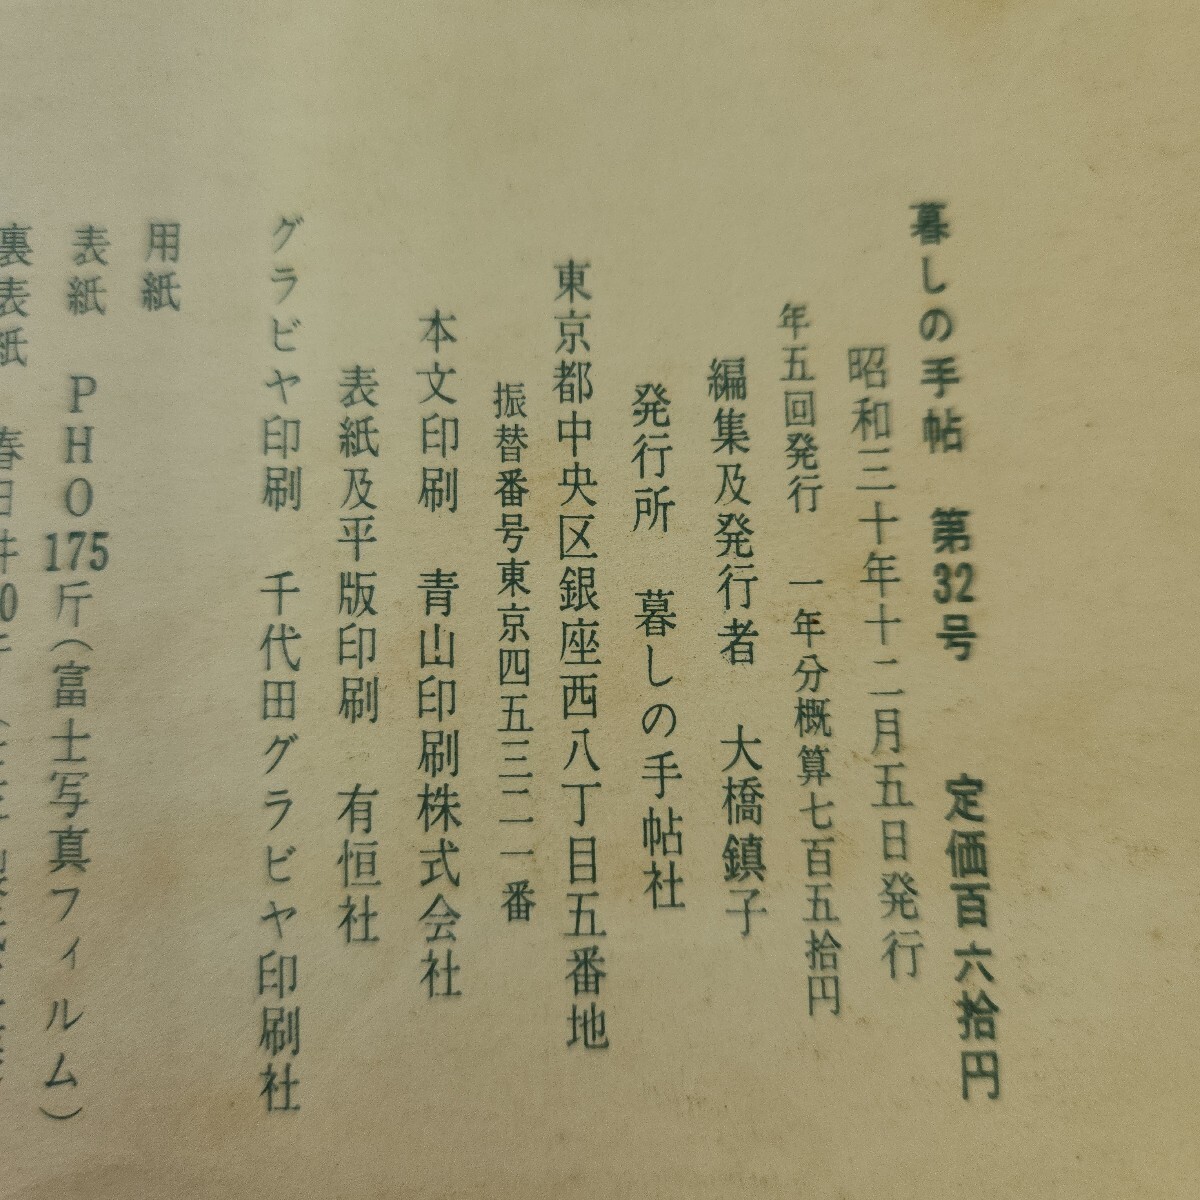 暮しの手帖　第32号　定価百六拾円
昭和三十年十二月五日発行
年五回発行　一年分概算七百五拾円
編集及発行者　大橋鎮子
発行所　暮しの手帖社
東京都中央区銀座西八丁目五番地
振替番号東京四五三二一番
本文印刷　青山印刷株式会社
表紙及平版印刷　有恒社
グラビヤ印刷　千代田グラビヤ印刷社
用紙
表紙　PHO175斤（富士写真フィルム）
裏表紙　春日井